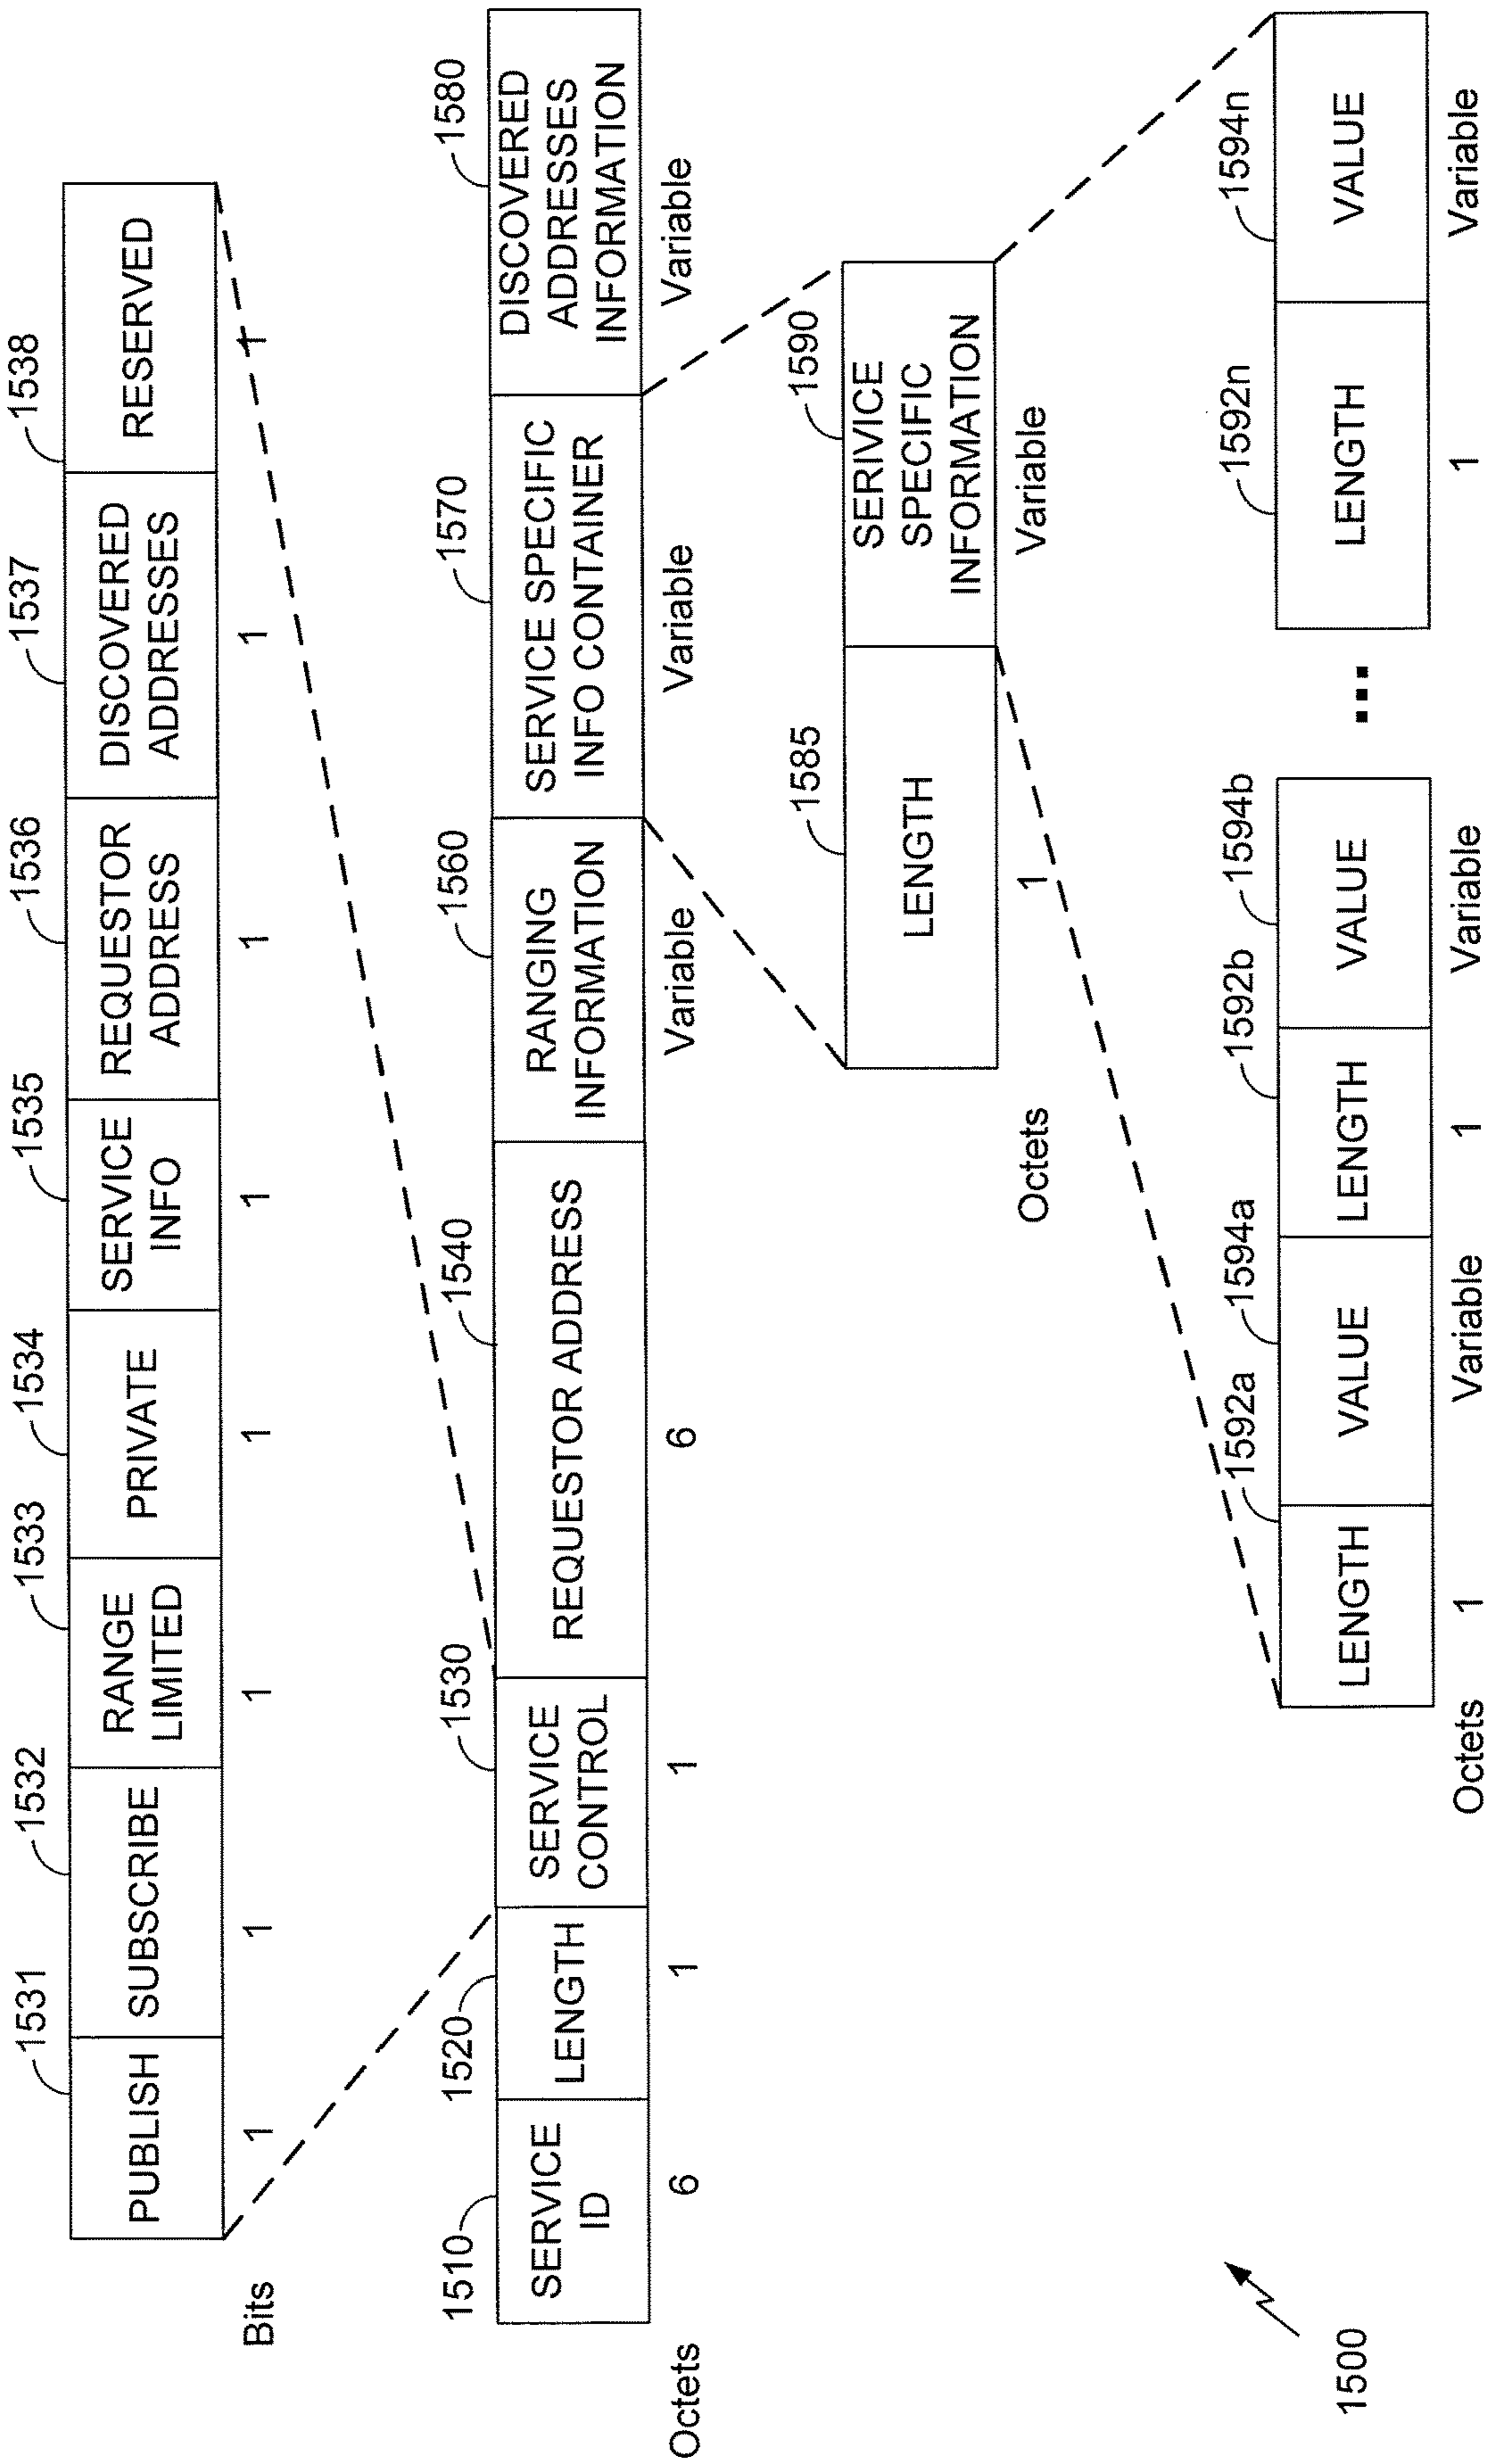 1531
1532
1533
1534
1535
1536
1537
1538
PUBLISH
SUBSCRIBE
RANGE
LIMITED
PRIVATE
SERVICE
INFO
REQUESTOR
ADDRESS
DISCOVERED
ADDRESSES
RESERVED
Bits
1
1
1
1
1
1
1
1
1510
1520
1530
1540
1560
1570
1580
SERVICE
ID
LENGTH
SERVICE
CONTROL
REQUESTOR ADDRESS
RANGING
INFORMATION
SERVICE SPECIFIC
INFO CONTAINER
DISCOVERED
ADDRESSES
INFORMATION
Octets
6
1
1
6
Variable
Variable
Variable
1585
1590
LENGTH
SERVICE
SPECIFIC
INFORMATION
Octets
1
Variable
1592a
1594a
1592b
1594b
1592n
1594n
LENGTH
VALUE
LENGTH
VALUE
...
LENGTH
VALUE
Octets
1
Variable
1
Variable
1
Variable
1500